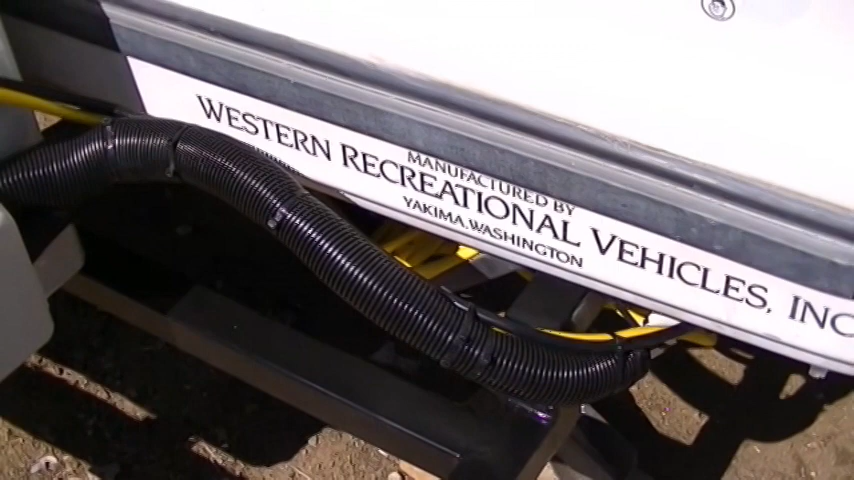 MANUFACTURED BY
WESTERN RECREATIONAL VEHICLES, INC
YAKIMA, WASHINGTON